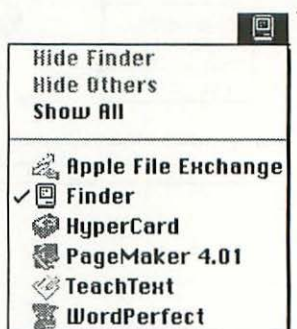 Hide Finder
Hide Others
Show All
Apple File Exchange
✓ Finder
HyperCard
PageMaker 4.01
TeachText
WordPerfect